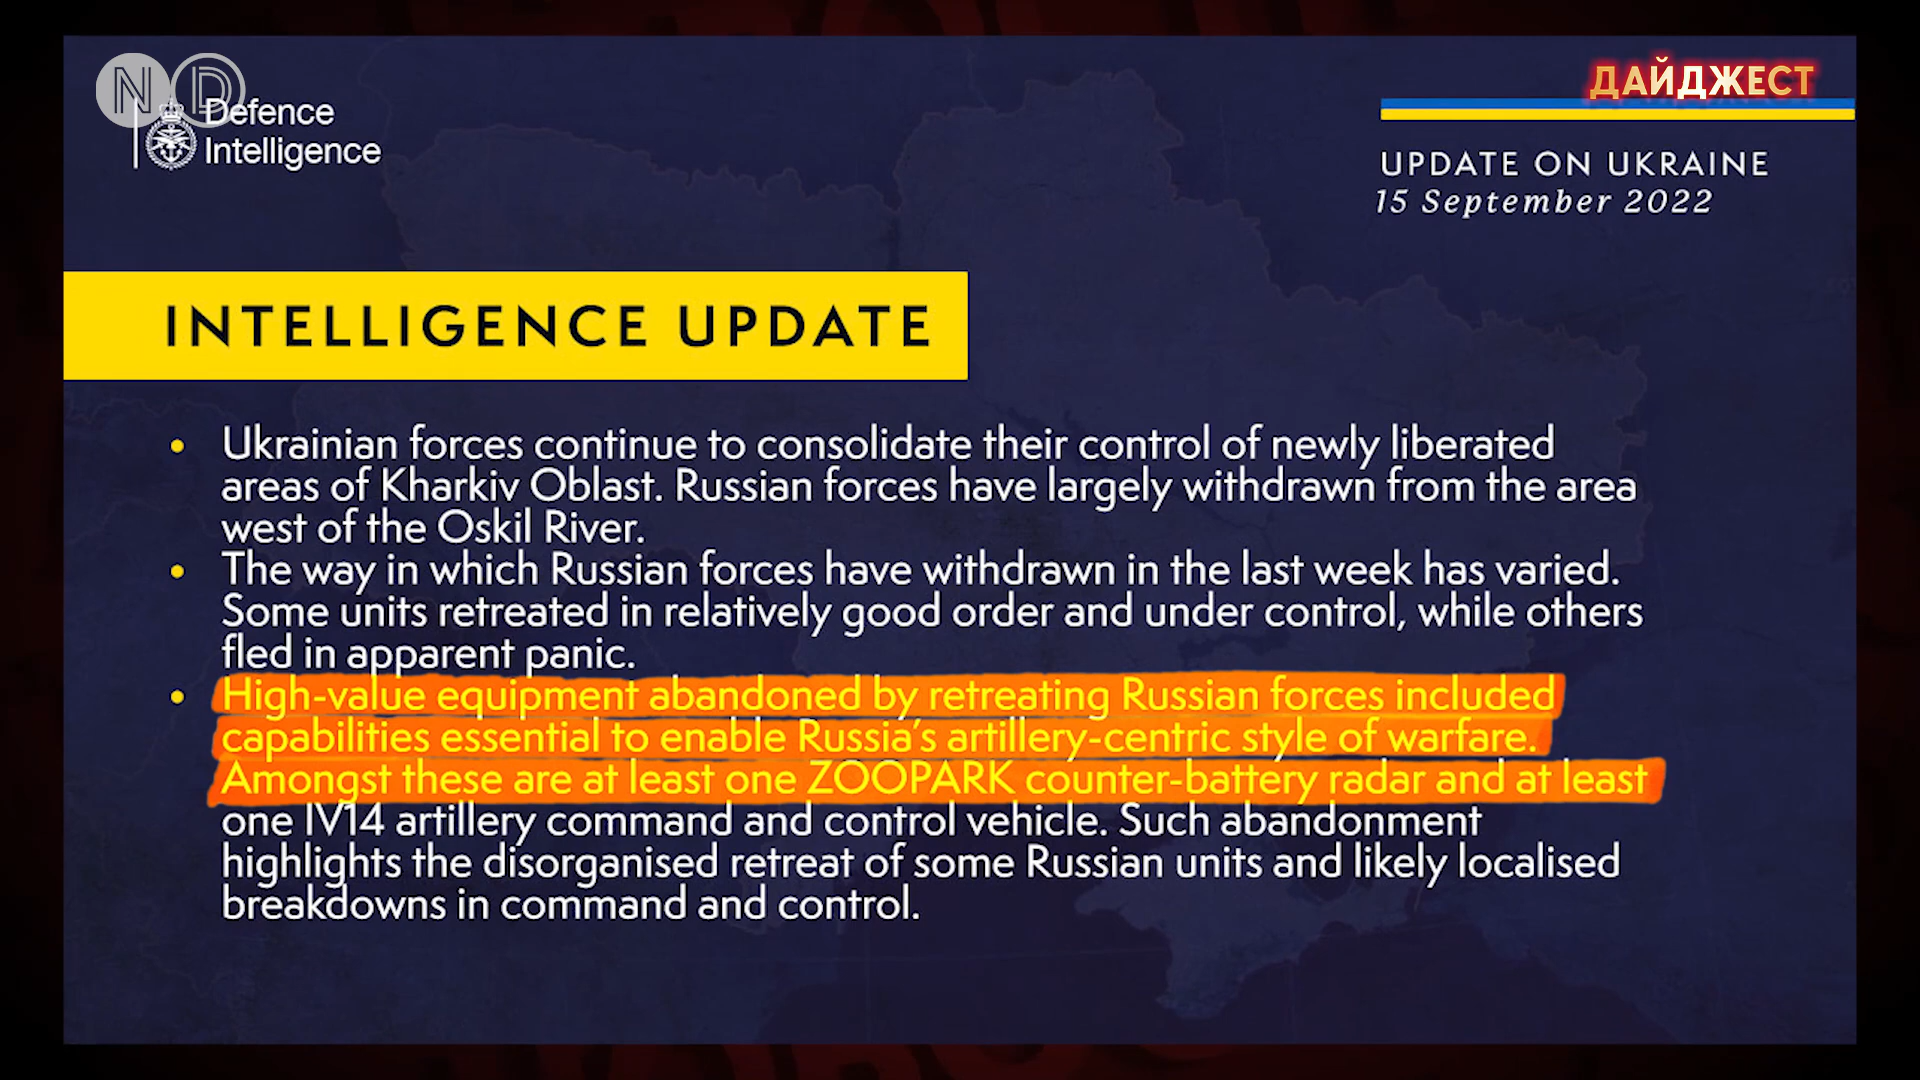 ND
Defence
Intelligence
ДАЙДЖЕСТ
UPDATE ON UKRAINE
15 September 2022
INTELLIGENCE UPDATE
• Ukrainian forces continue to consolidate their control of newly liberated
areas of Kharkiv Oblast. Russian forces have largely withdrawn from the area
west of the Oskil River.
• The way in which Russian forces have withdrawn in the last week has varied.
Some units retreated in relatively good order and under control, while others
fled in apparent panic.
• High-value equipment abandoned by retreating Russian forces included
capabilities essential to enable Russia's artillery-centric style of warfare.
Amongst these are at least one ZOOPARK counter-battery radar and at least
one IV14 artillery command and control vehicle. Such abandonment
highlights the disorganised retreat of some Russian units and likely localised
breakdowns in command and control.